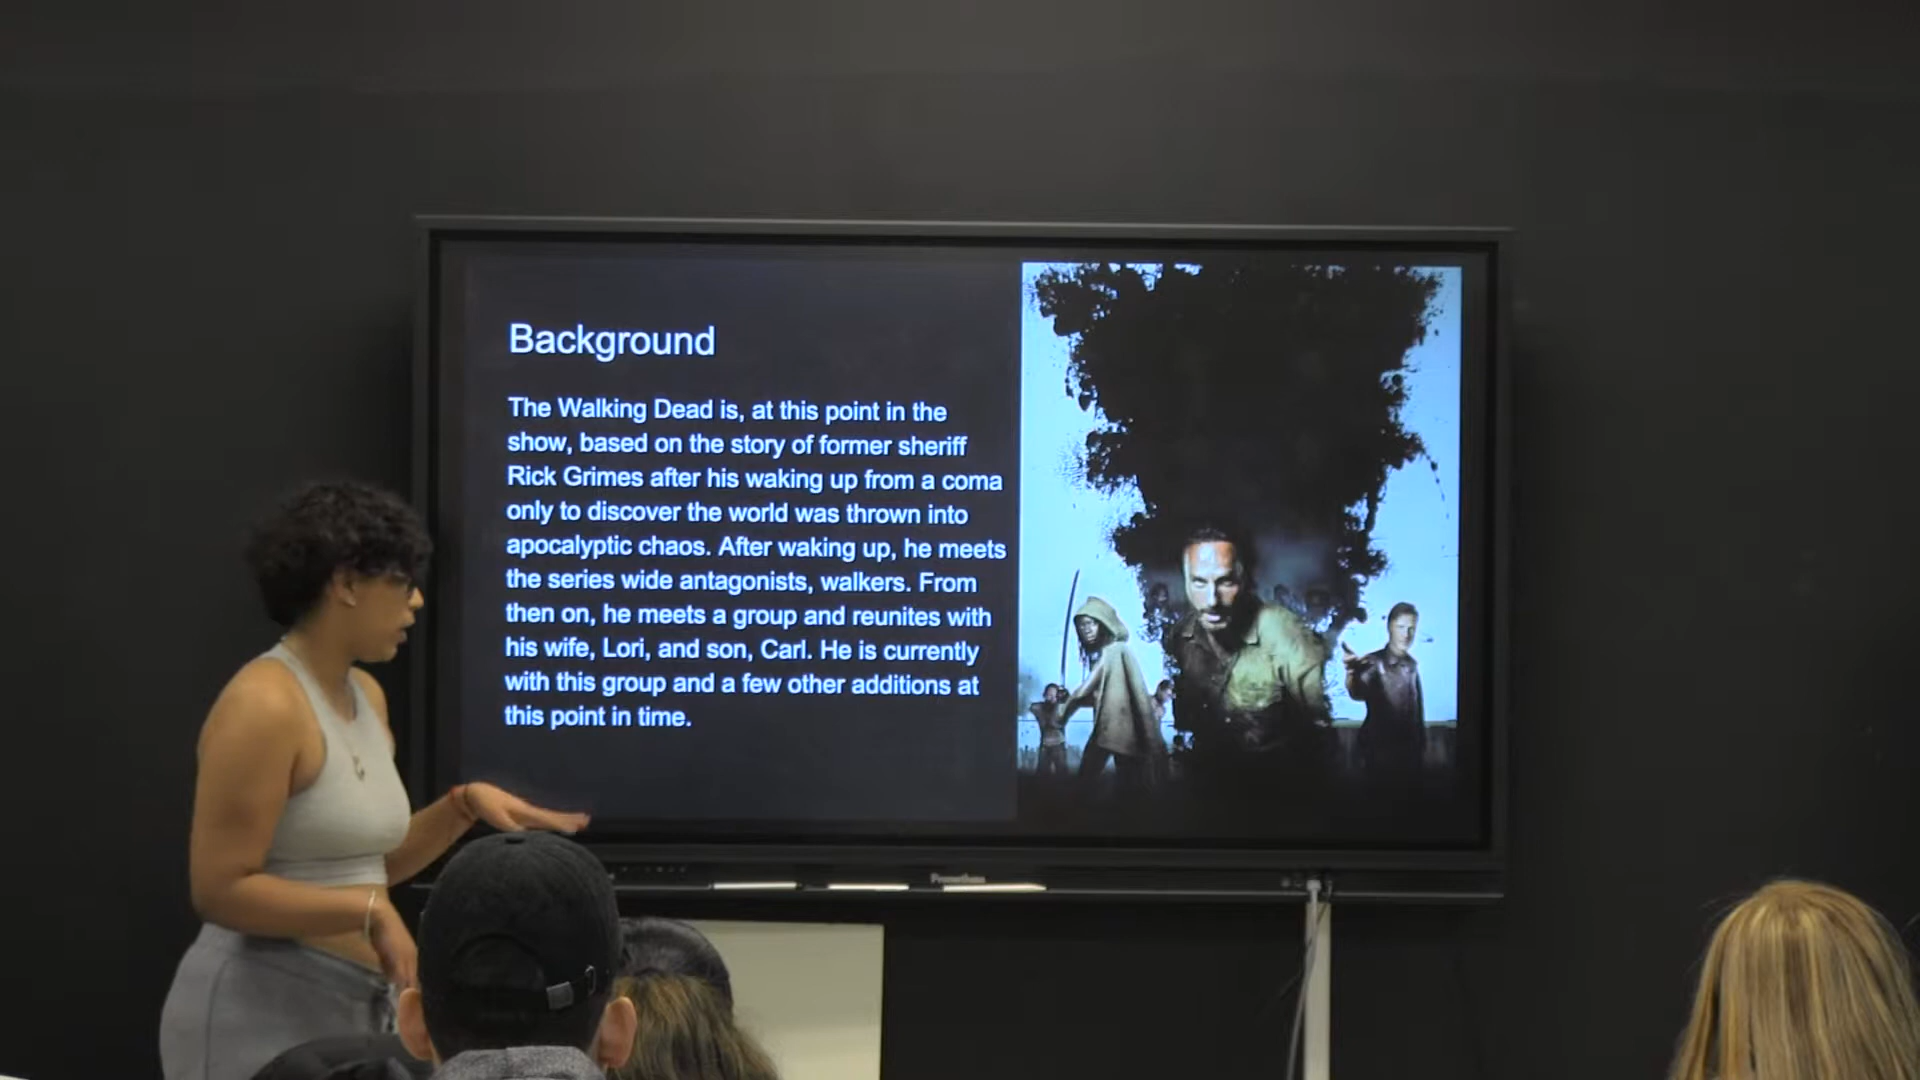 Background
The Walking Dead is, at this point in the
show, based on the story of former sheriff
Rick Grimes after his waking up from a coma
only to discover the world was thrown into
apocalyptic chaos. After waking up, he meets
the series wide antagonists, walkers. From
then on, he meets a group and reunites with
his wife, Lori, and son, Carl. He is currently
with this group and a few other additions at
this point in time.
Promethean